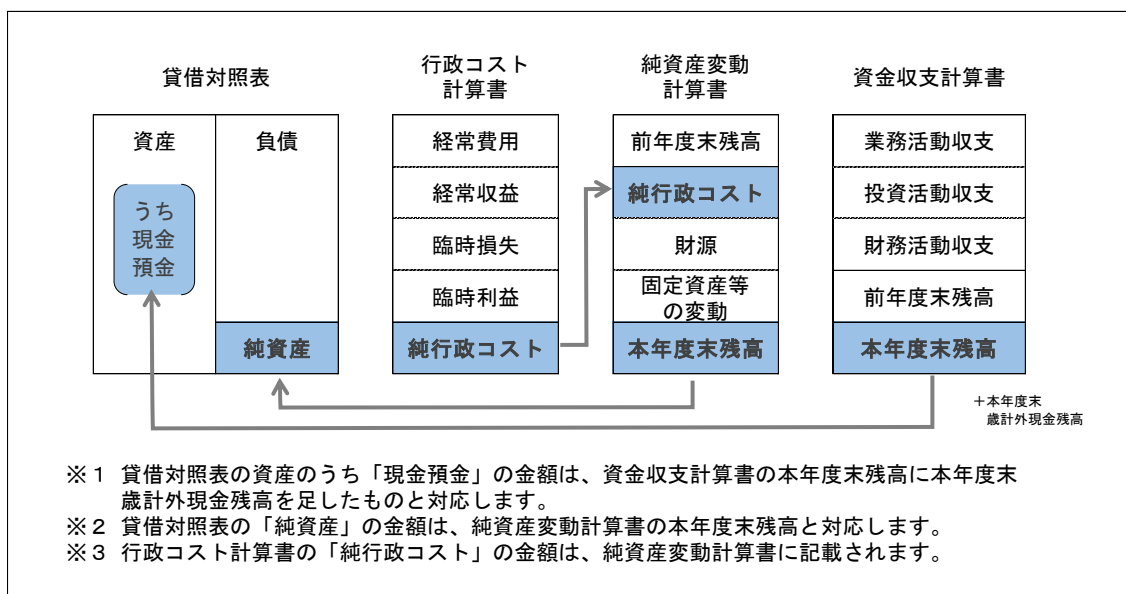 貸借対照表
資産
負債
うち
現金
預金
純資産
行政コスト
計算書
経常費用
経常収益
臨時損失
臨時利益
純行政コスト
純資産変動
計算書
前年度末残高
純行政コスト
財源
固定資産等
の変動
本年度末残高
資金収支計算書
業務活動収支
投資活動収支
財務活動収支
前年度末残高
本年度末残高
＋本年度末
歳計外現金残高
※１ 貸借対照表の資産のうち「現金預金」の金額は、資金収支計算書の本年度末残高に本年度末
歳計外現金残高を足したものと対応します。
※２ 貸借対照表の「純資産」の金額は、純資産変動計算書の本年度末残高と対応します。
※３ 行政コスト計算書の「純行政コスト」の金額は、純資産変動計算書に記載されます。